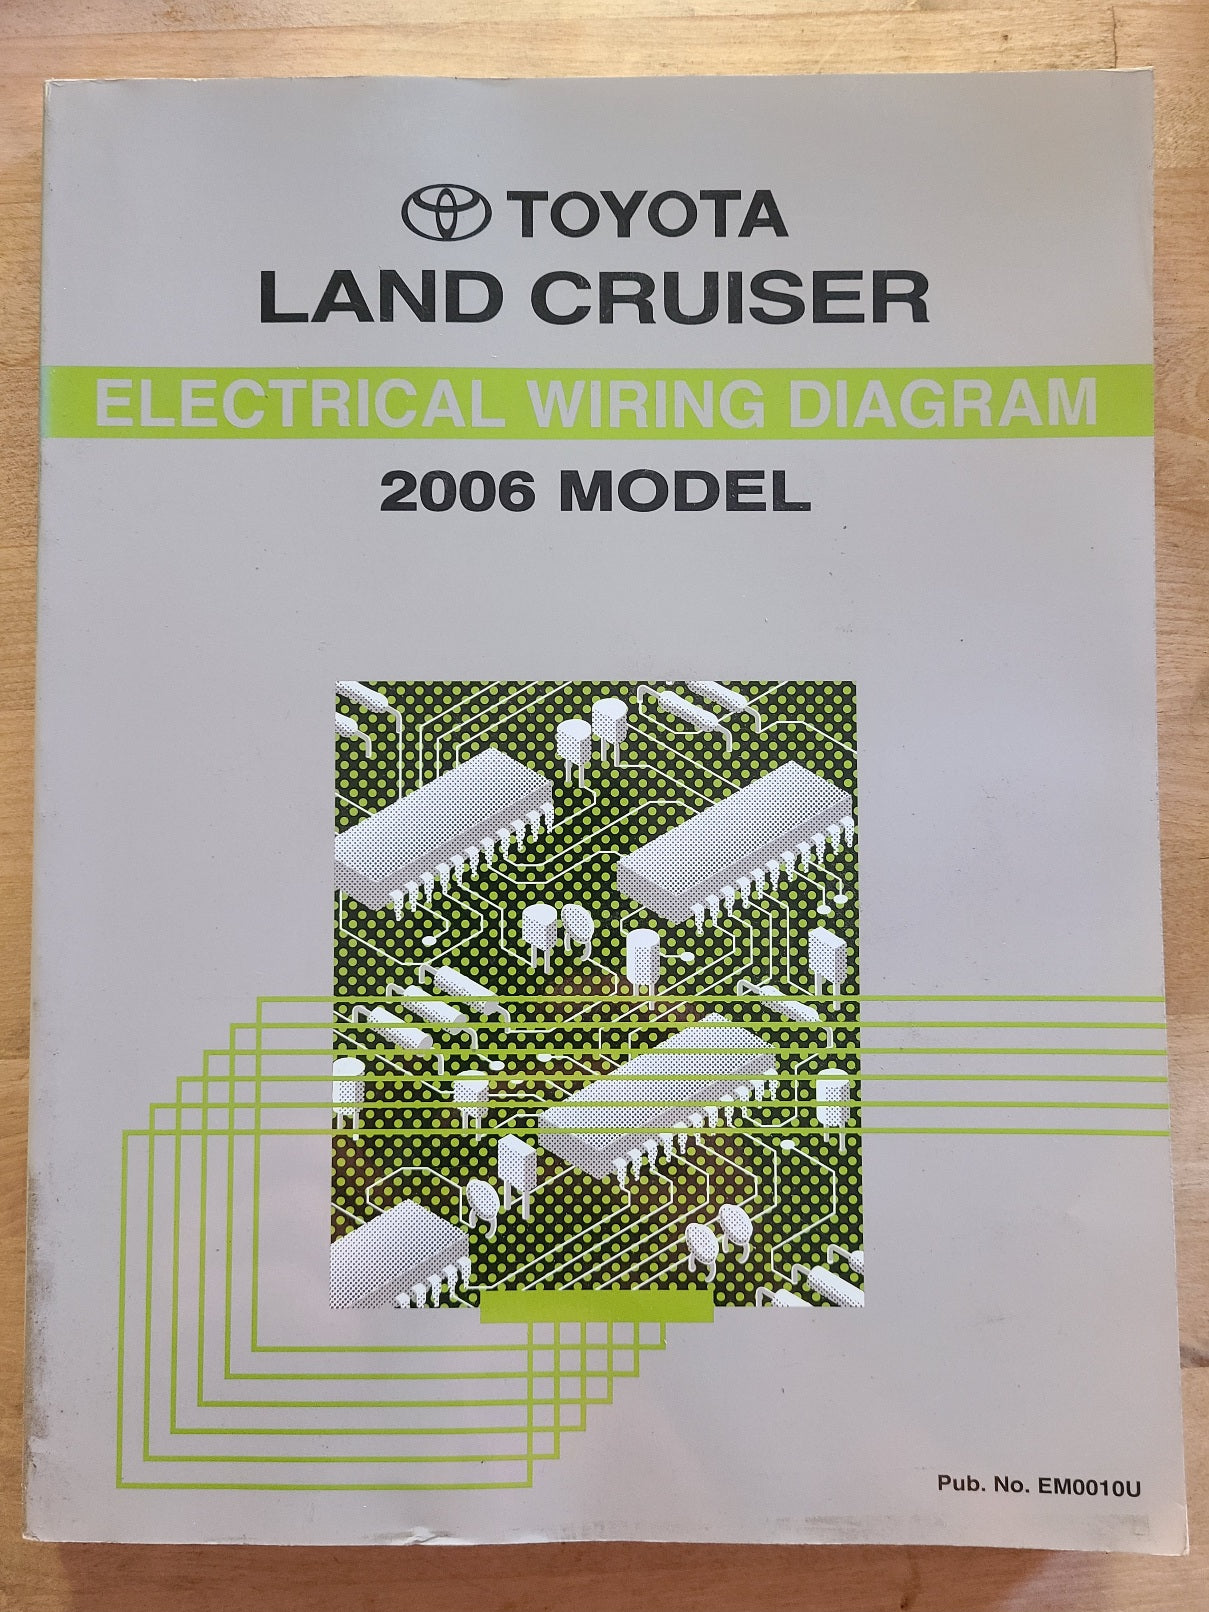 TOYOTA
LAND CRUISER
ELECTRICAL WIRING DIAGRAM
2006 MODEL
Pub. No. EM0010U